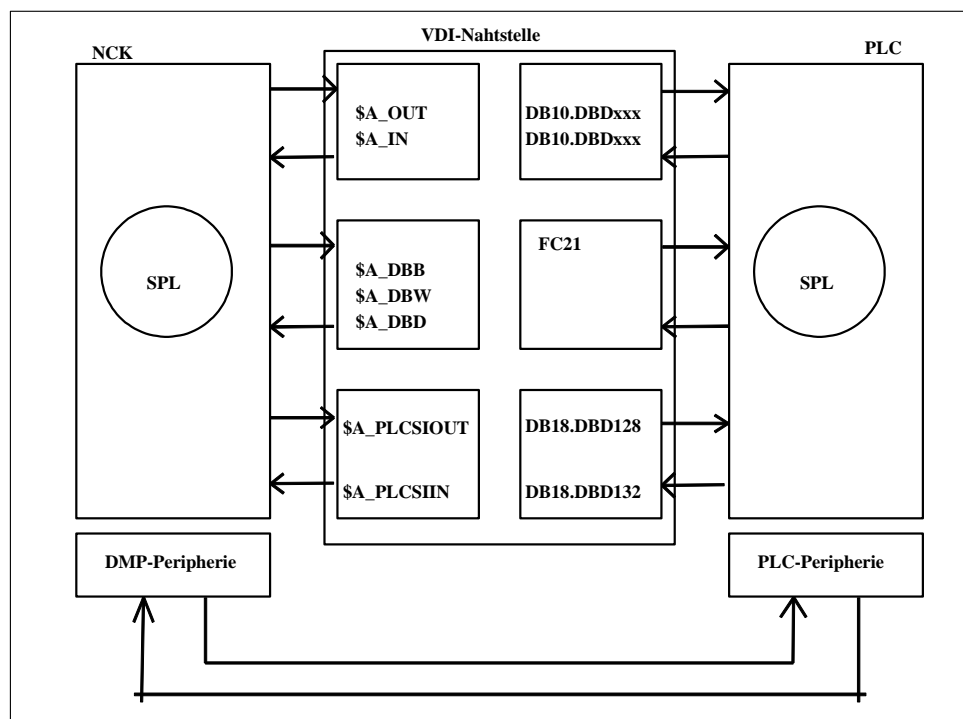 VDI-Nahtstelle
NCK
PLC
$A_OUT
$A_IN
DB10.DBDxxx
DB10.DBDxxx
SPL
$A_DBB
$A_DBW
$A_DBD
FC21
SPL
$A_PLCSIOUT
$A_PLCSIIN
DB18.DBD128
DB18.DBD132
DMP-Peripherie
PLC-Peripherie